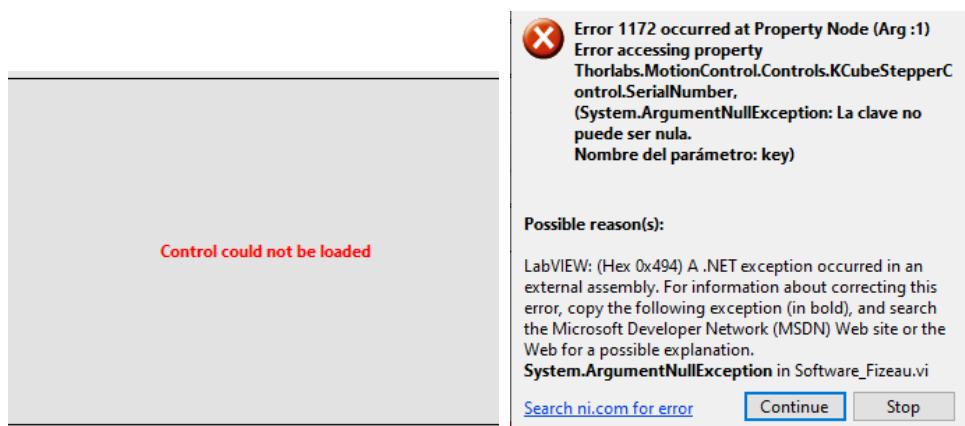 Control could not be loaded
Error 1172 occurred at Property Node (Arg :1)
Error accessing property
Thorlabs.MotionControl.Controls.KCubeStepperC
ontrol.SerialNumber,
(System.ArgumentNullException: La clave no
puede ser nula.
Nombre del parámetro: key)
Possible reason(s):
LabVIEW: (Hex 0x494) A .NET exception occurred in an
external assembly. For information about correcting this
error, copy the following exception (in bold), and search
the Microsoft Developer Network (MSDN) Web site or the
Web for a possible explanation.
System.ArgumentNullException in Software_Fizeau.vi
Search ni.com for error
Continue
Stop